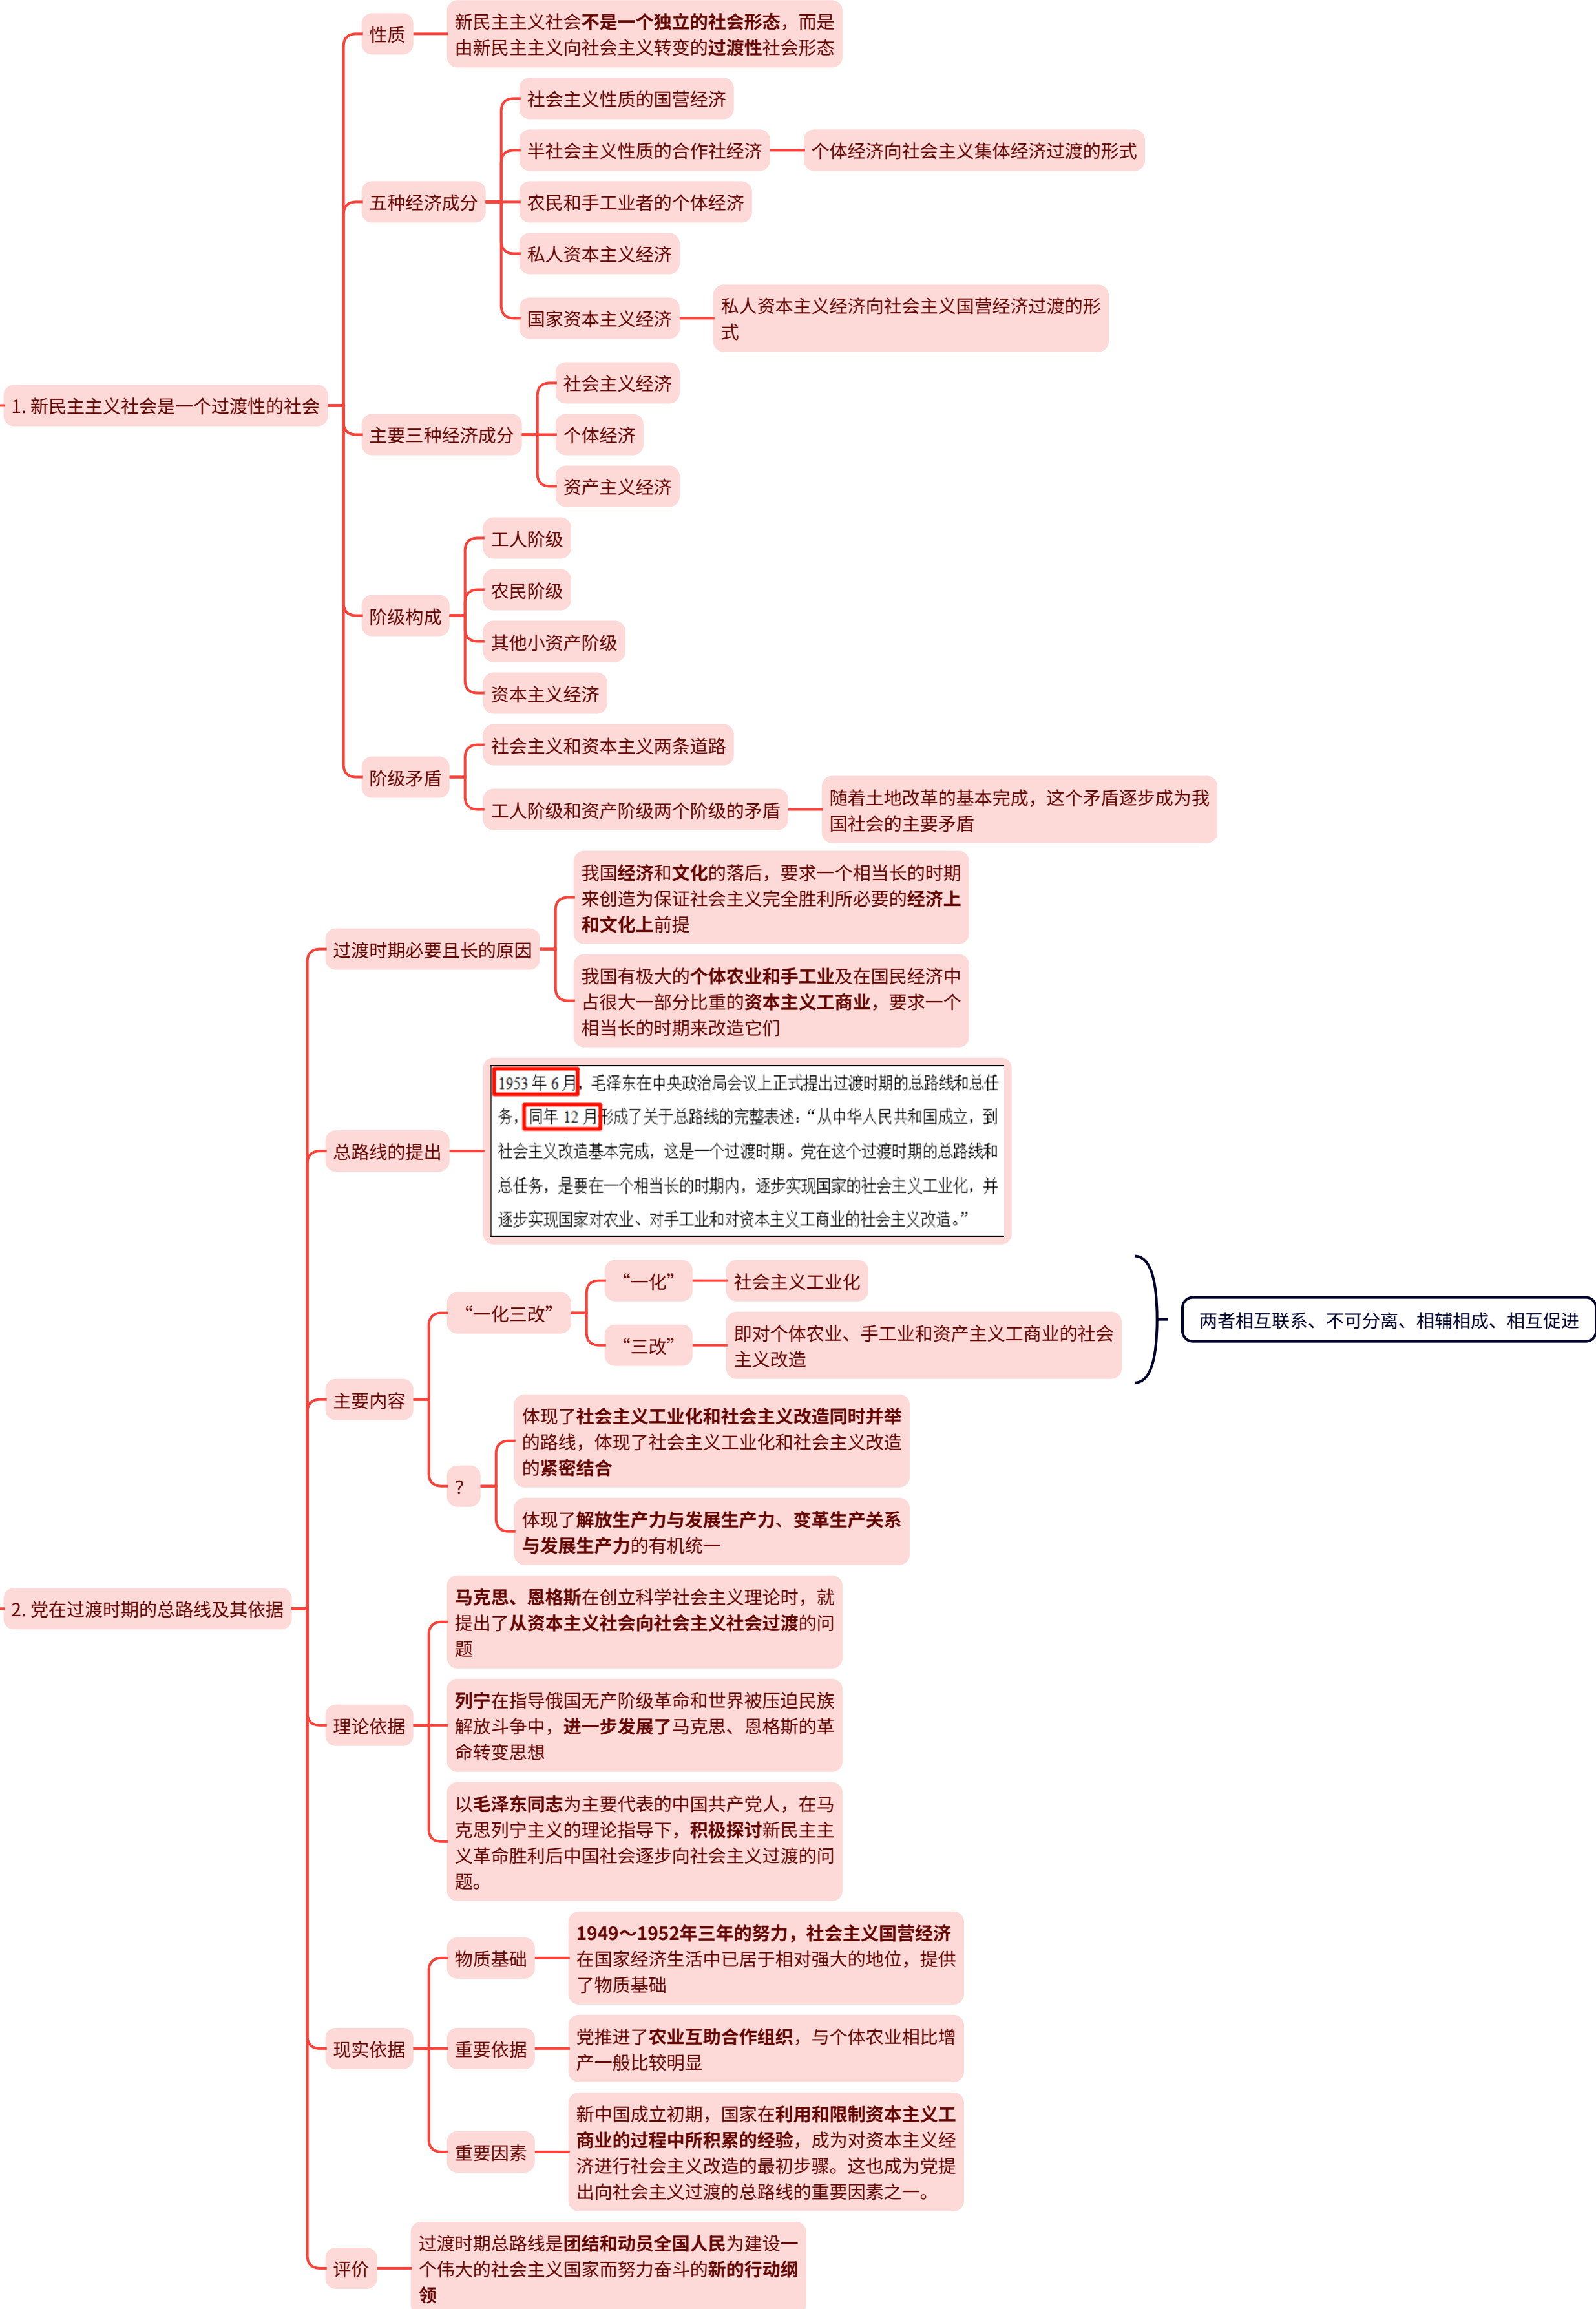 1. 新民主主义社会是一个过渡性的社会
性质
新民主主义社会不是一个独立的社会形态，而是
由新民主主义向社会主义转变的过渡性社会形态
五种经济成分
社会主义性质的国营经济
半社会主义性质的合作社经济
个体经济向社会主义集体经济过渡的形式
农民和手工业者的个体经济
私人资本主义经济
国家资本主义经济
私人资本主义经济向社会主义国营经济过渡的形
式
主要三种经济成分
社会主义经济
个体经济
资产主义经济
阶级构成
工人阶级
农民阶级
其他小资产阶级
资本主义经济
阶级矛盾
社会主义和资本主义两条道路
工人阶级和资产阶级两个阶级的矛盾
随着土地改革的基本完成，这个矛盾逐步成为我
国社会的主要矛盾
2. 党在过渡时期的总路线及其依据
过渡时期必要且长的原因
我国经济和文化的落后，要求一个相当长的时期
来创造为保证社会主义完全胜利所必要的经济上
和文化上前提
我国有极大的个体农业和手工业及在国民经济中
占很大一部分比重的资本主义工商业，要求一个
相当长的时期来改造它们
总路线的提出
1953 年 6 月，毛泽东在中央政治局会议上正式提出过渡时期的总路线和总任
务，同年 12 月形成了关于总路线的完整表述：“从中华人民共和国成立，到
社会主义改造基本完成，这是一个过渡时期。党在这个过渡时期的总路线和
总任务，是要在一个相当长的时期内，逐步实现国家的社会主义工业化，并
逐步实现国家对农业、对手工业和对资本主义工商业的社会主义改造。”
主要内容
“一化三改”
“一化”
社会主义工业化
“三改”
即对个体农业、手工业和资产主义工商业的社会
主义改造
两者相互联系、不可分离、相辅相成、相互促进
？
体现了社会主义工业化和社会主义改造同时并举
的路线，体现了社会主义工业化和社会主义改造
的紧密结合
体现了解放生产力与发展生产力、变革生产关系
与发展生产力的有机统一
理论依据
马克思、恩格斯在创立科学社会主义理论时，就
提出了从资本主义社会向社会主义社会过渡的问
题
列宁在指导俄国无产阶级革命和世界被压迫民族
解放斗争中，进一步发展了马克思、恩格斯的革
命转变思想
以毛泽东同志为主要代表的中国共产党人，在马
克思列宁主义的理论指导下，积极探讨新民主主
义革命胜利后中国社会逐步向社会主义过渡的问
题。
现实依据
物质基础
1949～1952年三年的努力，社会主义国营经济
在国家经济生活中已居于相对强大的地位，提供
了物质基础
重要依据
党推进了农业互助合作组织，与个体农业相比增
产一般比较明显
重要因素
新中国成立初期，国家在利用和限制资本主义工
商业的过程中所积累的经验，成为对资本主义经
济进行社会主义改造的最初步骤。这也成为党提
出向社会主义过渡的总路线的重要因素之一。
评价
过渡时期总路线是团结和动员全国人民为建设一
个伟大的社会主义国家而努力奋斗的新的行动纲
领